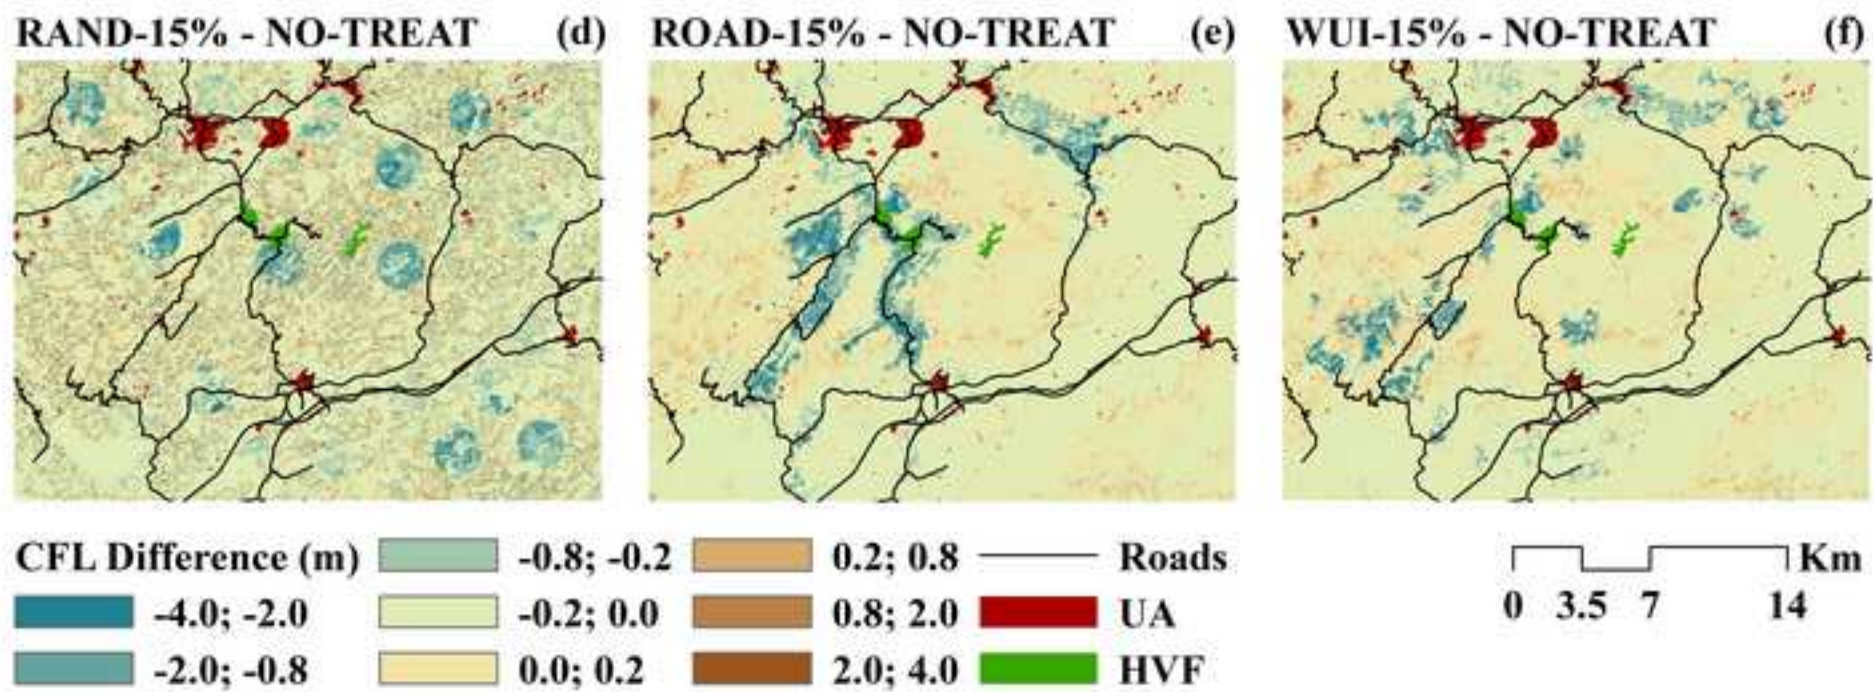 RAND-15% - NO-TREAT (d)
ROAD-15% - NO-TREAT (e)
WUI-15% - NO-TREAT (f)
CFL Difference (m)
-4.0; -2.0
-2.0; -0.8
-0.8; -0.2
-0.2; 0.0
0.0; 0.2
0.2; 0.8
0.8; 2.0
2.0; 4.0
Roads
UA
HVF
Km
0 3.5 7 14